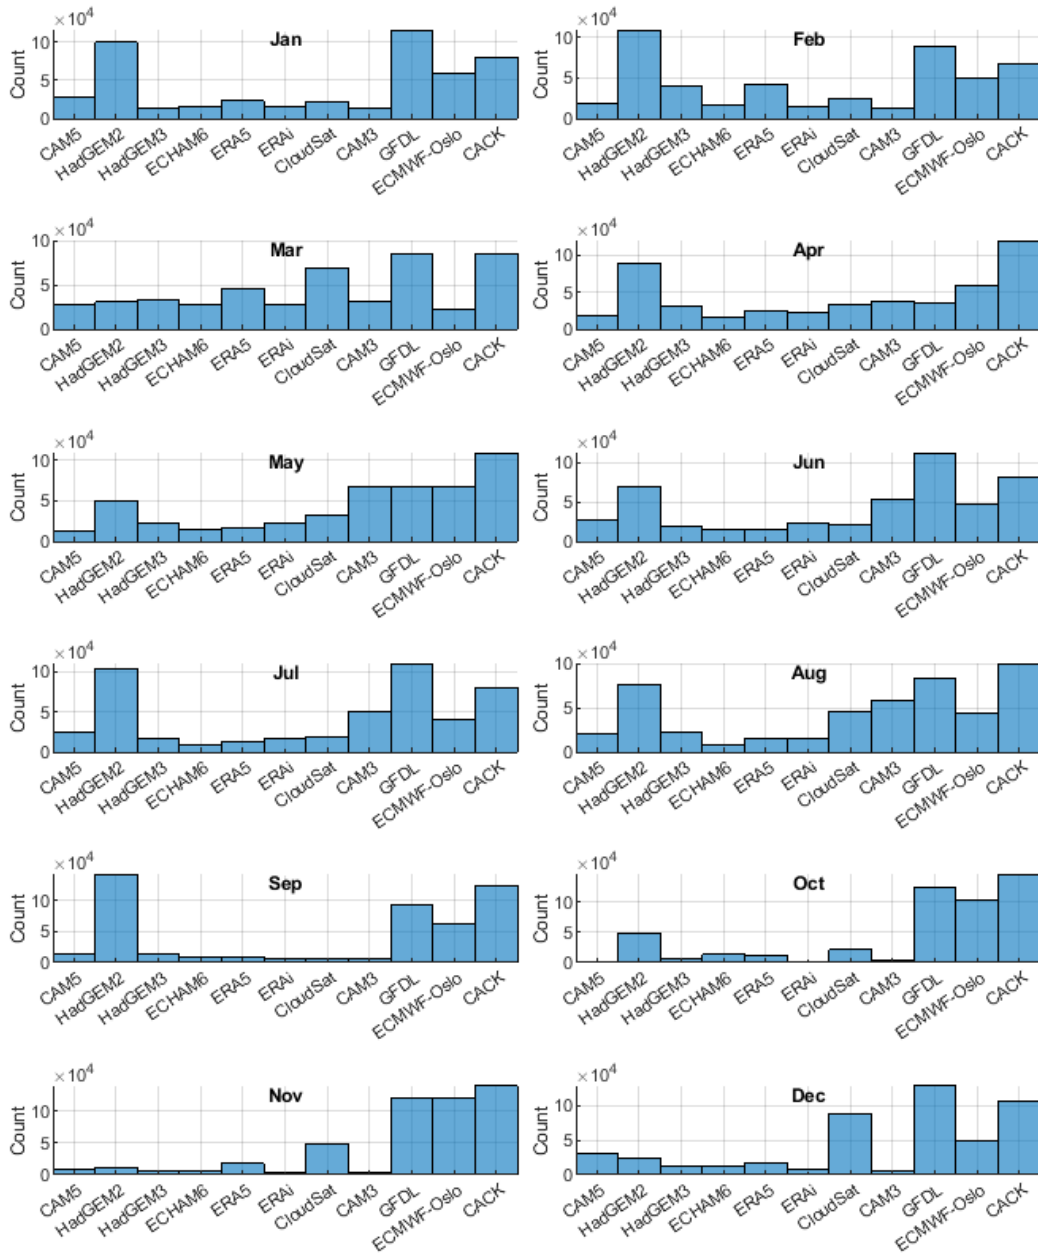 ×10⁴
Jan
Count
10
5
0
CAM5
HadGEM2
HadGEM3
ECHAM6
ERA5
ERAi
CloudSat
CAM3
GFDL
ECMWF-Oslo
CACK
×10⁴
Feb
Count
10
5
0
CAM5
HadGEM2
HadGEM3
ECHAM6
ERA5
ERAi
CloudSat
CAM3
GFDL
ECMWF-Oslo
CACK
Mar
Count
10
5
0
×10⁴
CAM5
HadGEM2
HadGEM3
ECHAM6
ERA5
ERAi
CloudSat
CAM3
GFDL
ECMWF-Oslo
CACK
×10⁴
Apr
Count
10
5
0
CAM5
HadGEM2
HadGEM3
ECHAM6
ERA5
ERAi
CloudSat
CAM3
GFDL
ECMWF-Oslo
CACK
×10⁴
May
Count
10
5
0
CAM5
HadGEM2
HadGEM3
ECHAM6
ERA5
ERAi
CloudSat
CAM3
GFDL
ECMWF-Oslo
CACK
×10⁴
Jun
Count
10
5
0
CAM5
HadGEM2
HadGEM3
ECHAM6
ERA5
ERAi
CloudSat
CAM3
GFDL
ECMWF-Oslo
CACK
×10⁴
Jul
Count
10
5
0
CAM5
HadGEM2
HadGEM3
ECHAM6
ERA5
ERAi
CloudSat
CAM3
GFDL
ECMWF-Oslo
CACK
×10⁴
Aug
Count
10
5
0
CAM5
HadGEM2
HadGEM3
ECHAM6
ERA5
ERAi
CloudSat
CAM3
GFDL
ECMWF-Oslo
CACK
×10⁴
Sep
Count
10
5
0
CAM5
HadGEM2
HadGEM3
ECHAM6
ERA5
ERAi
CloudSat
CAM3
GFDL
ECMWF-Oslo
CACK
×10⁴
Oct
Count
10
5
0
CAM5
HadGEM2
HadGEM3
ECHAM6
ERA5
ERAi
CloudSat
CAM3
GFDL
ECMWF-Oslo
CACK
×10⁴
Nov
Count
10
5
0
CAM5
HadGEM2
HadGEM3
ECHAM6
ERA5
ERAi
CloudSat
CAM3
GFDL
ECMWF-Oslo
CACK
×10⁴
Dec
Count
10
5
0
CAM5
HadGEM2
HadGEM3
ECHAM6
ERA5
ERAi
CloudSat
CAM3
GFDL
ECMWF-Oslo
CACK